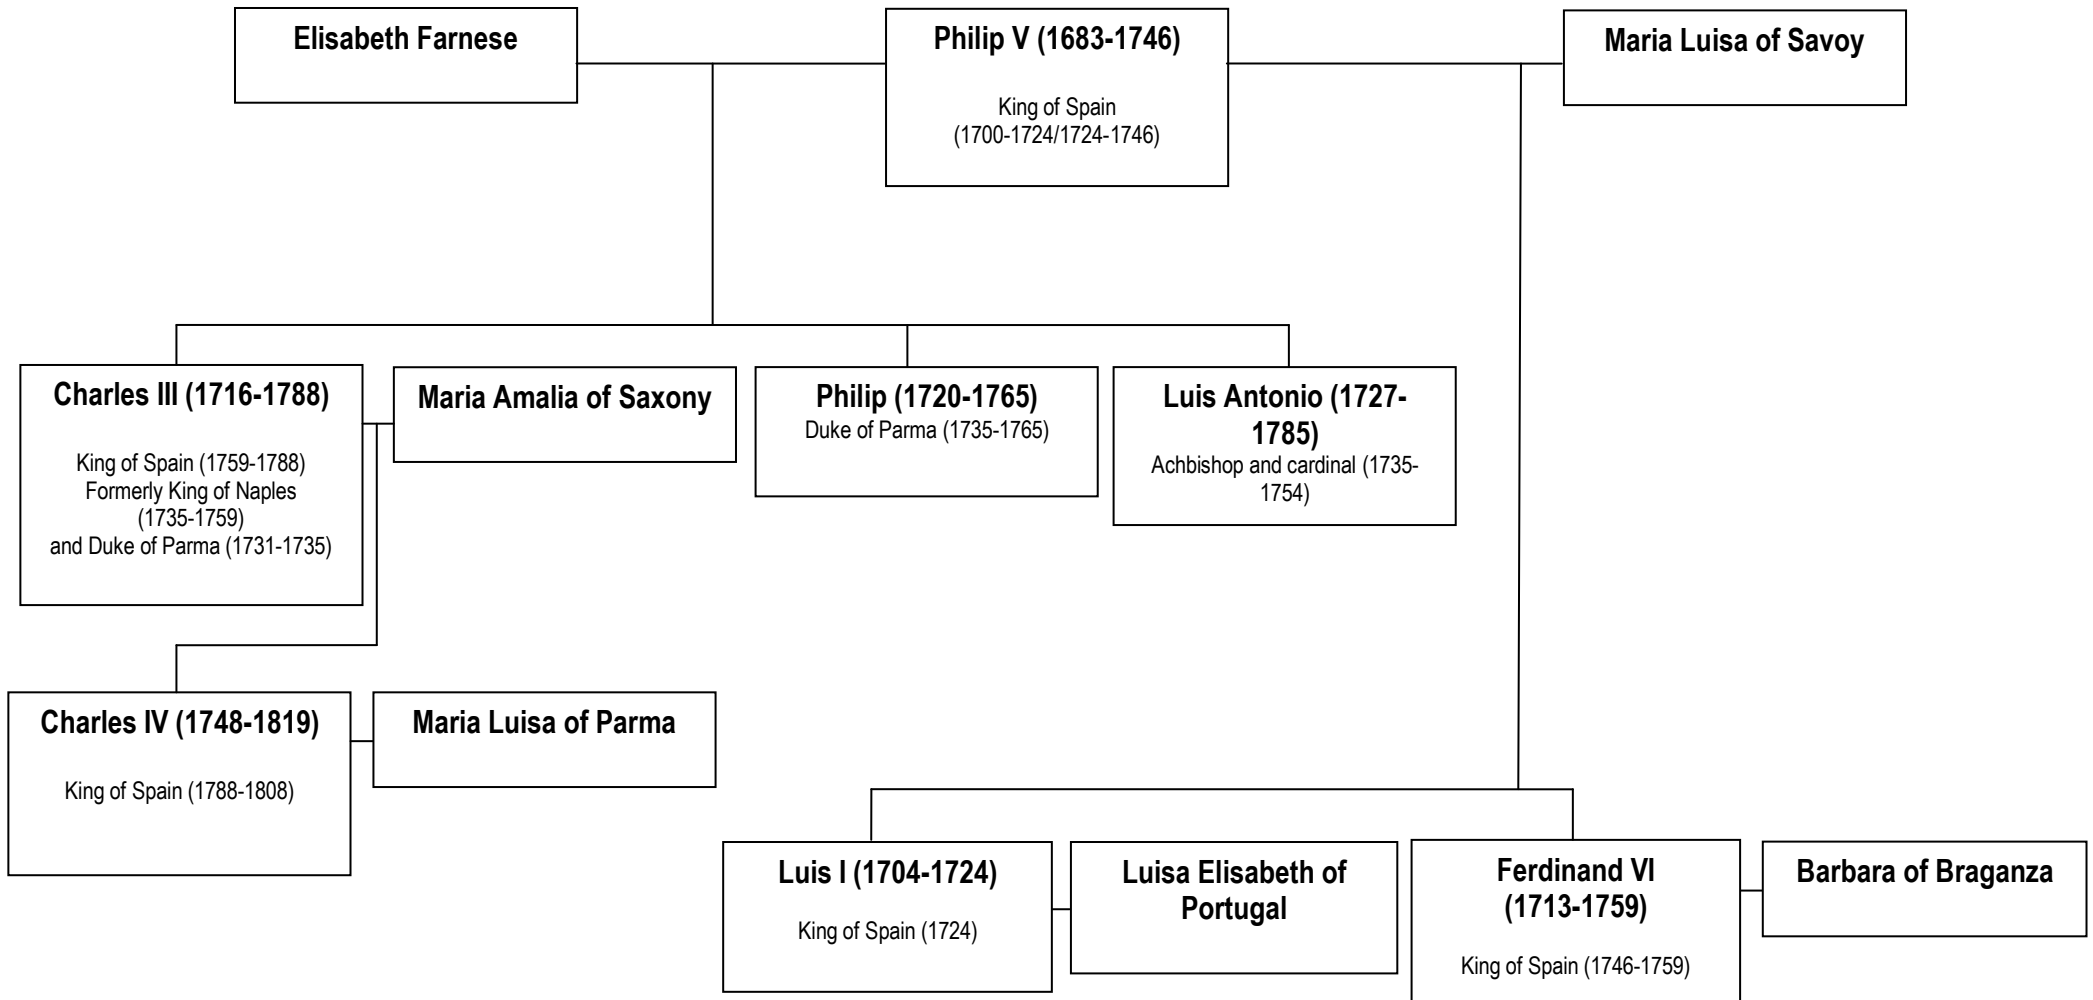 Elisabeth Farnese
Philip V (1683-1746)
King of Spain
(1700-1724/1724-1746)
Maria Luisa of Savoy
Charles III (1716-1788)
King of Spain (1759-1788)
Formerly King of Naples
(1735-1759)
and Duke of Parma (1731-1735)
Maria Amalia of Saxony
Philip (1720-1765)
Duke of Parma (1735-1765)
Luis Antonio (1727-
1785)
Achbishop and cardinal (1735-
1754)
Charles IV (1748-1819)
King of Spain (1788-1808)
Maria Luisa of Parma
Luis I (1704-1724)
King of Spain (1724)
Luisa Elisabeth of
Portugal
Ferdinand VI
(1713-1759)
King of Spain (1746-1759)
Barbara of Braganza